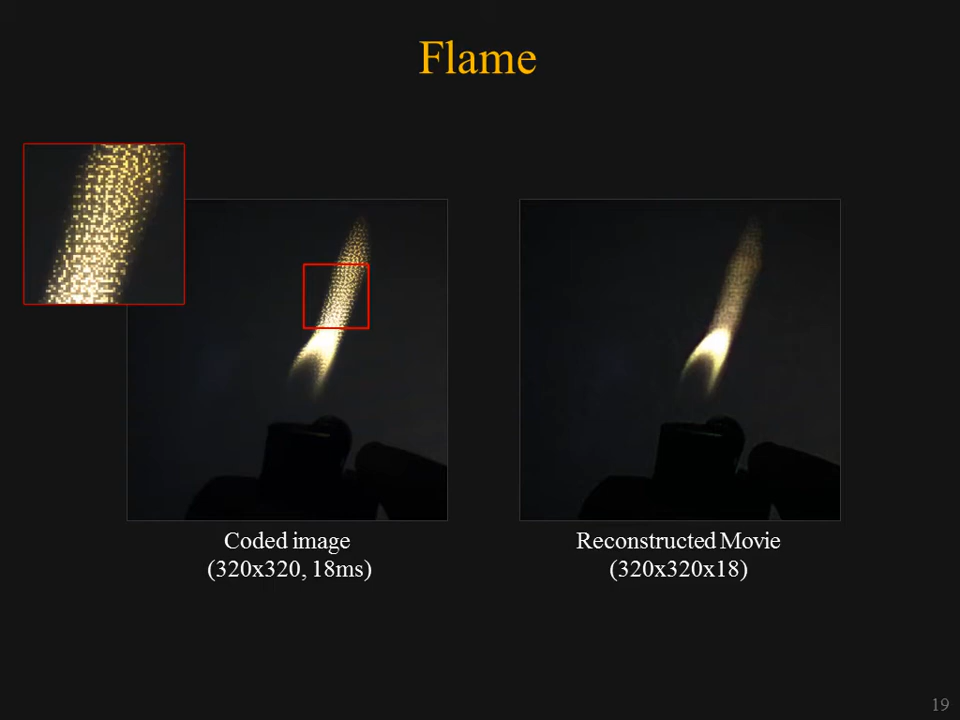 Flame
Coded image
(320x320, 18ms)
Reconstructed Movie
(320x320x18)
19